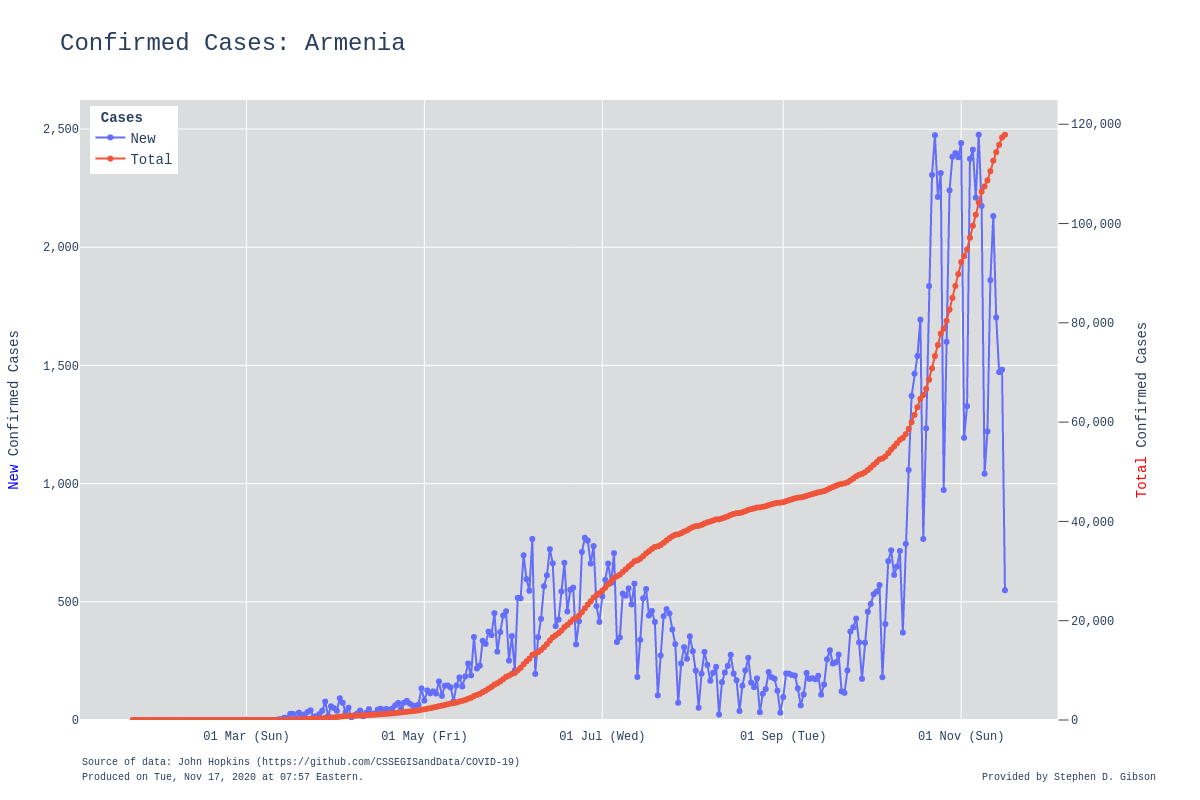 Confirmed Cases: Armenia
Cases
New
Total
2,500
2,000
1,500
1,000
500
0
120,000
100,000
80,000
60,000
40,000
20,000
0
New Confirmed Cases
Total Confirmed Cases
01 Mar (Sun) 01 May (Fri) 01 Jul (Wed) 01 Sep (Tue) 01 Nov (Sun)
Source of data: John Hopkins (https://github.com/CSSEGISandData/COVID-19)
Produced on Tue, Nov 17, 2020 at 07:57 Eastern.
Provided by Stephen D. Gibson